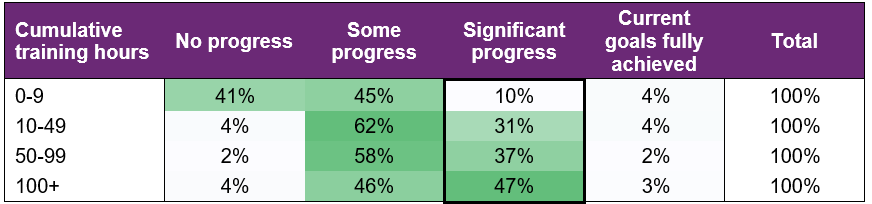 Cumulative training hours | No progress | Some progress | Significant progress | Current goals fully achieved | Total
0-9 | 41% | 45% | 10% | 4% | 100%
10-49 | 4% | 62% | 31% | 4% | 100%
50-99 | 2% | 58% | 37% | 2% | 100%
100+ | 4% | 46% | 47% | 3% | 100%